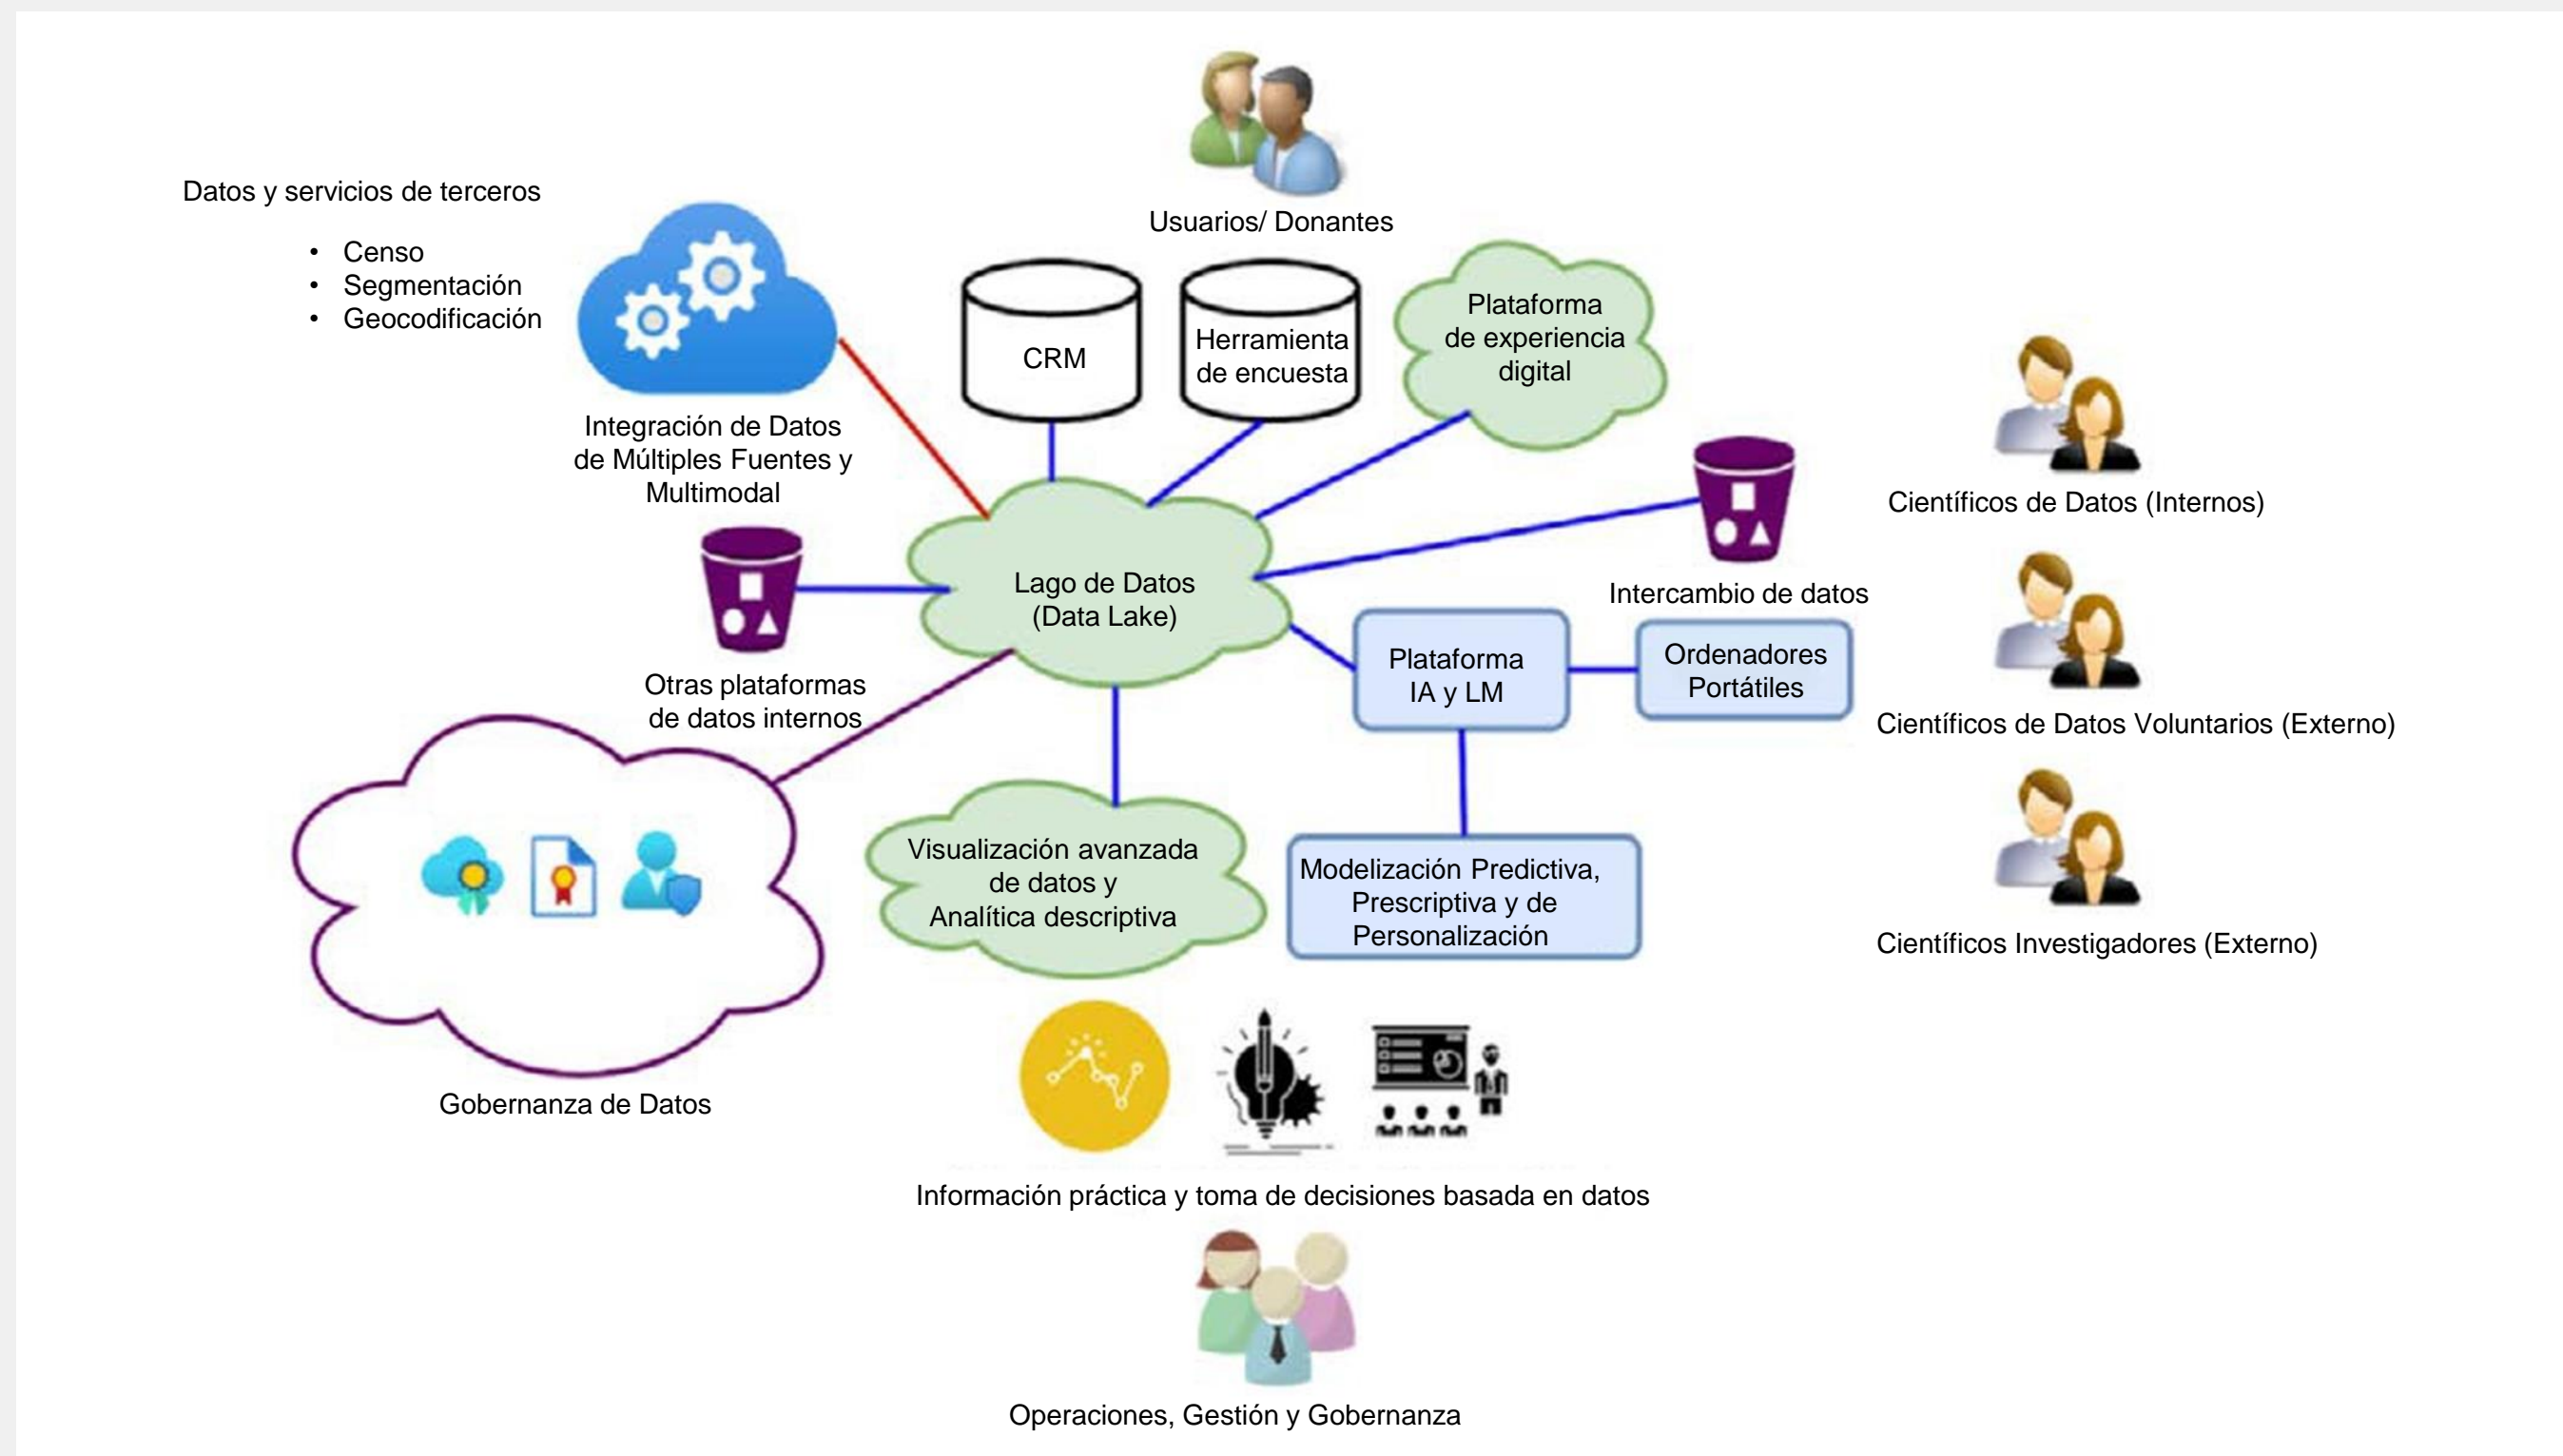 Usuarios/ Donantes
Datos y servicios de terceros
• Censo
• Segmentación
• Geocodificación
Integración de Datos
de Múltiples Fuentes y
Multimodal
CRM
Herramienta
de encuesta
Plataforma
de experiencia
digital
Científicos de Datos (Internos)
Lago de Datos
(Data Lake)
Intercambio de datos
Otras plataformas
de datos internos
Plataforma
IA y LM
Ordenadores
Portátiles
Científicos de Datos Voluntarios (Externo)
Visualización avanzada
de datos y
Analítica descriptiva
Modelización Predictiva,
Prescriptiva y de
Personalización
Científicos Investigadores (Externo)
Gobernanza de Datos
Información práctica y toma de decisiones basada en datos
Operaciones, Gestión y Gobernanza